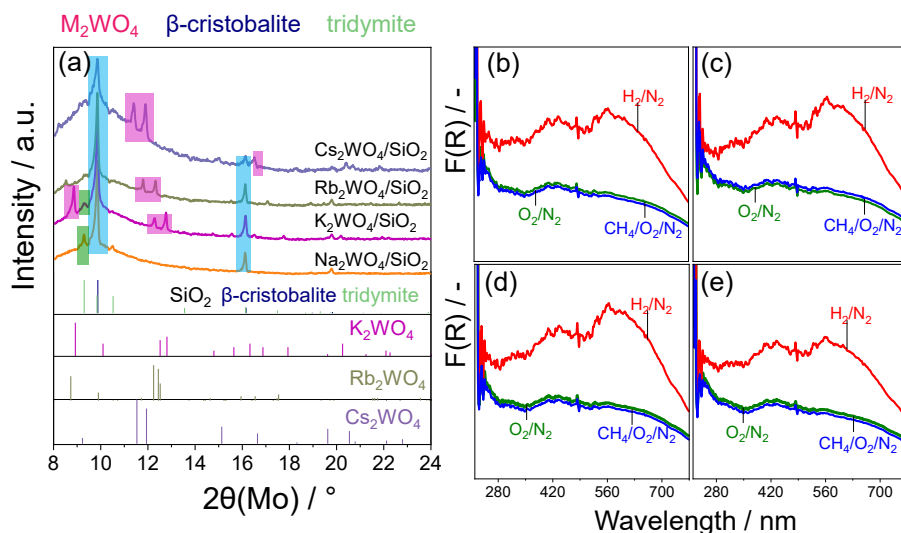 M₂WO₄ β-cristobalite tridymite
(a)
Intensity / a.u.
Cs₂WO₄/SiO₂
Rb₂WO₄/SiO₂
K₂WO₄/SiO₂
Na₂WO₄/SiO₂
SiO₂ β-cristobalite tridymite
K₂WO₄
Rb₂WO₄
Cs₂WO₄
8 10 12 14 16 18 20 22 24
2θ(Mo) / °
(b)
F(R) / -
H₂/N₂
O₂/N₂
CH₄/O₂/N₂
(c)
H₂/N₂
O₂/N₂
CH₄/O₂/N₂
(d)
F(R) / -
H₂/N₂
O₂/N₂
CH₄/O₂/N₂
280 420 560 700
(e)
H₂/N₂
O₂/N₂
CH₄/O₂/N₂
280 420 560 700
Wavelength / nm